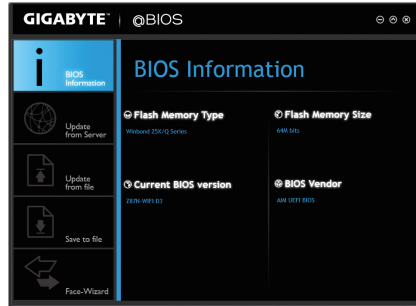 GIGABYTE™ @BIOS
BIOS
Information
Update
from Server
Update
from file
Save to file
Face-Wizard
BIOS Information
Flash Memory Type
Winbond 25X/Q Series
Flash Memory Size
64M bits
Current BIOS version
Z87N-WIFI D3
BIOS Vendor
AMI UEFI BIOS